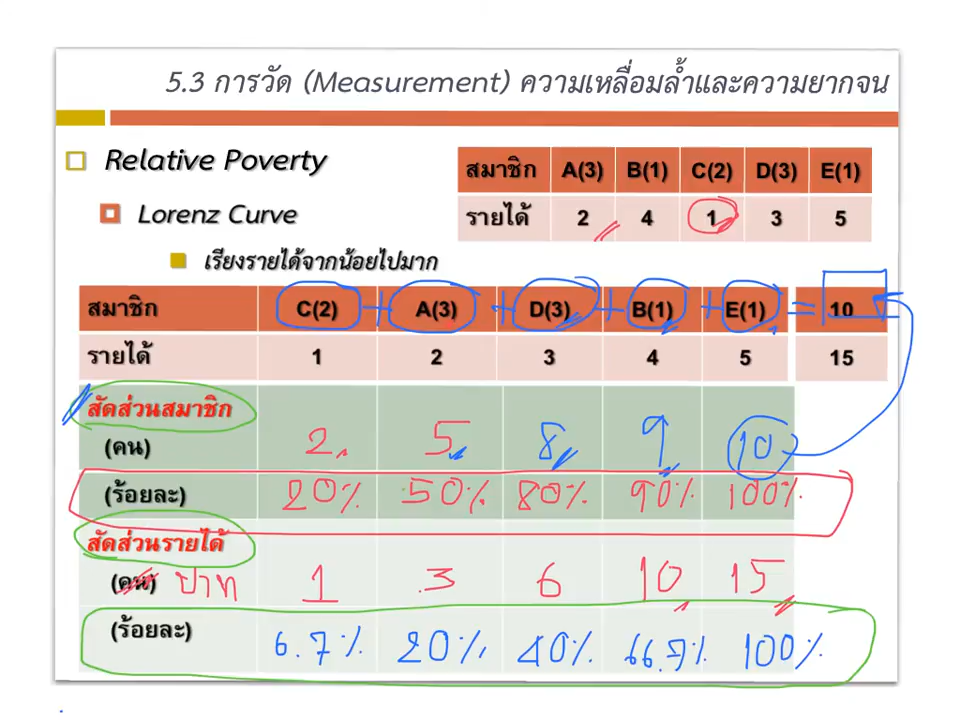 5.3 การวัด (Measurement) ความเหลื่อมล้ำและความยากจน
Relative Poverty
สมาชิก A(3) B(1) C(2) D(3) E(1)
รายได้ 2 4 1 3 5
Lorenz Curve
เรียงรายได้จากน้อยไปมาก
สมาชิก C(2) + A(3) + D(3) + B(1) + E(1) = 10
รายได้ 1 2 3 4 5 15
สัดส่วนสมาชิก
(คน) 2 5 8 9 10
(ร้อยละ) 20% 50% 80% 90% 100%
สัดส่วนรายได้
(คน) บาท 1 3 6 10 15
(ร้อยละ) 6.7% 20% 40% 66.7% 100%